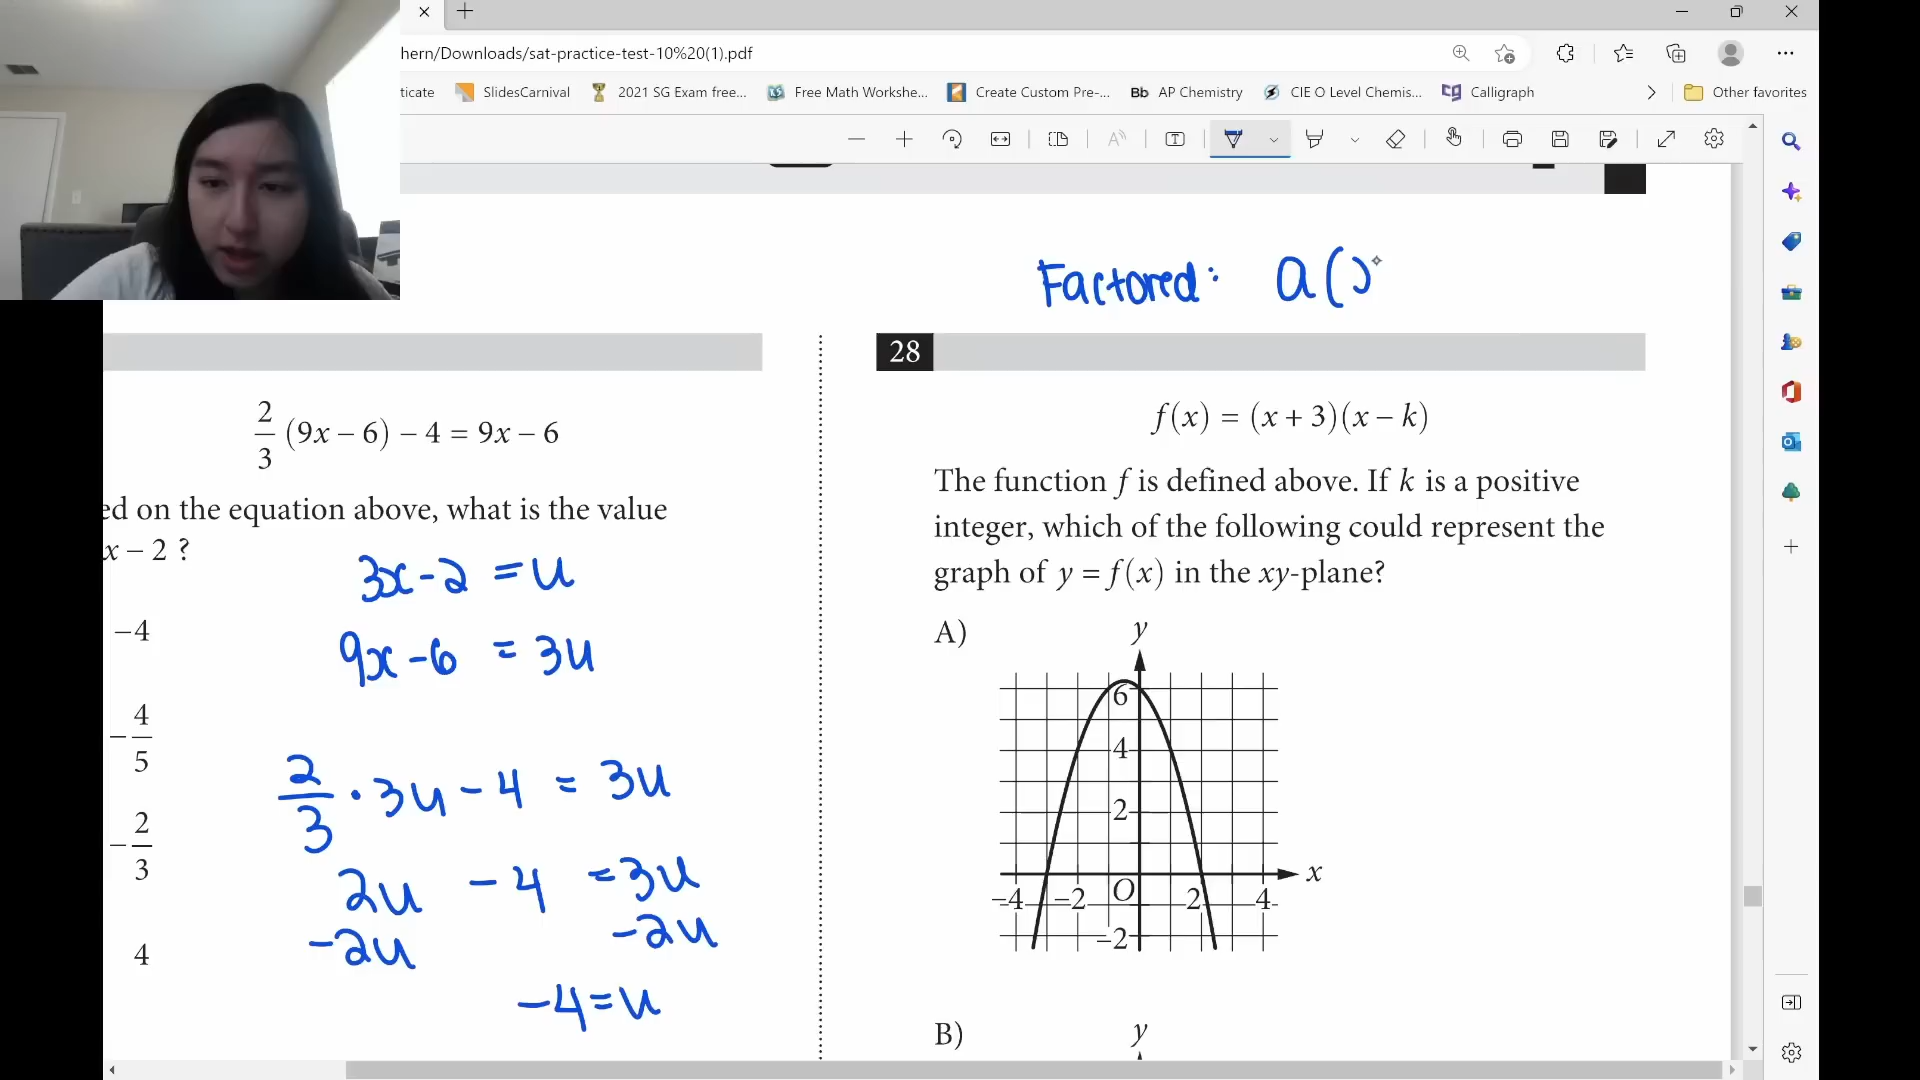 hern/Downloads/sat-practice-test-10%20(1).pdf
ticate SlidesCarnival 2021 SG Exam free... Free Math Workshe... Create Custom Pre-... Bb AP Chemistry CIE O Level Chemis... Calligraph Other favorites
Factored: a(x
2/3 (9x − 6) − 4 = 9x − 6
ed on the equation above, what is the value
x − 2 ?
3x-2 = u
9x-6 = 3u
−4
− 4/5
− 2/3
4
2/3 · 3u - 4 = 3u
2u - 4 = 3u
-2u -2u
-4 = u
28
f(x) = (x + 3)(x − k)
The function f is defined above. If k is a positive
integer, which of the following could represent the
graph of y = f(x) in the xy-plane?
A)
y
6
4
2
x
−4 −2 O 2 4
−2
B)
y